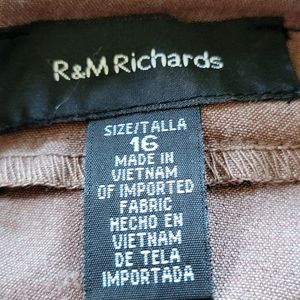 R&M Richards
SIZE/TALLA
16
MADE IN
VIETNAM
OF IMPORTED
FABRIC
HECHO EN
VIETNAM
DE TELA
IMPORTADA